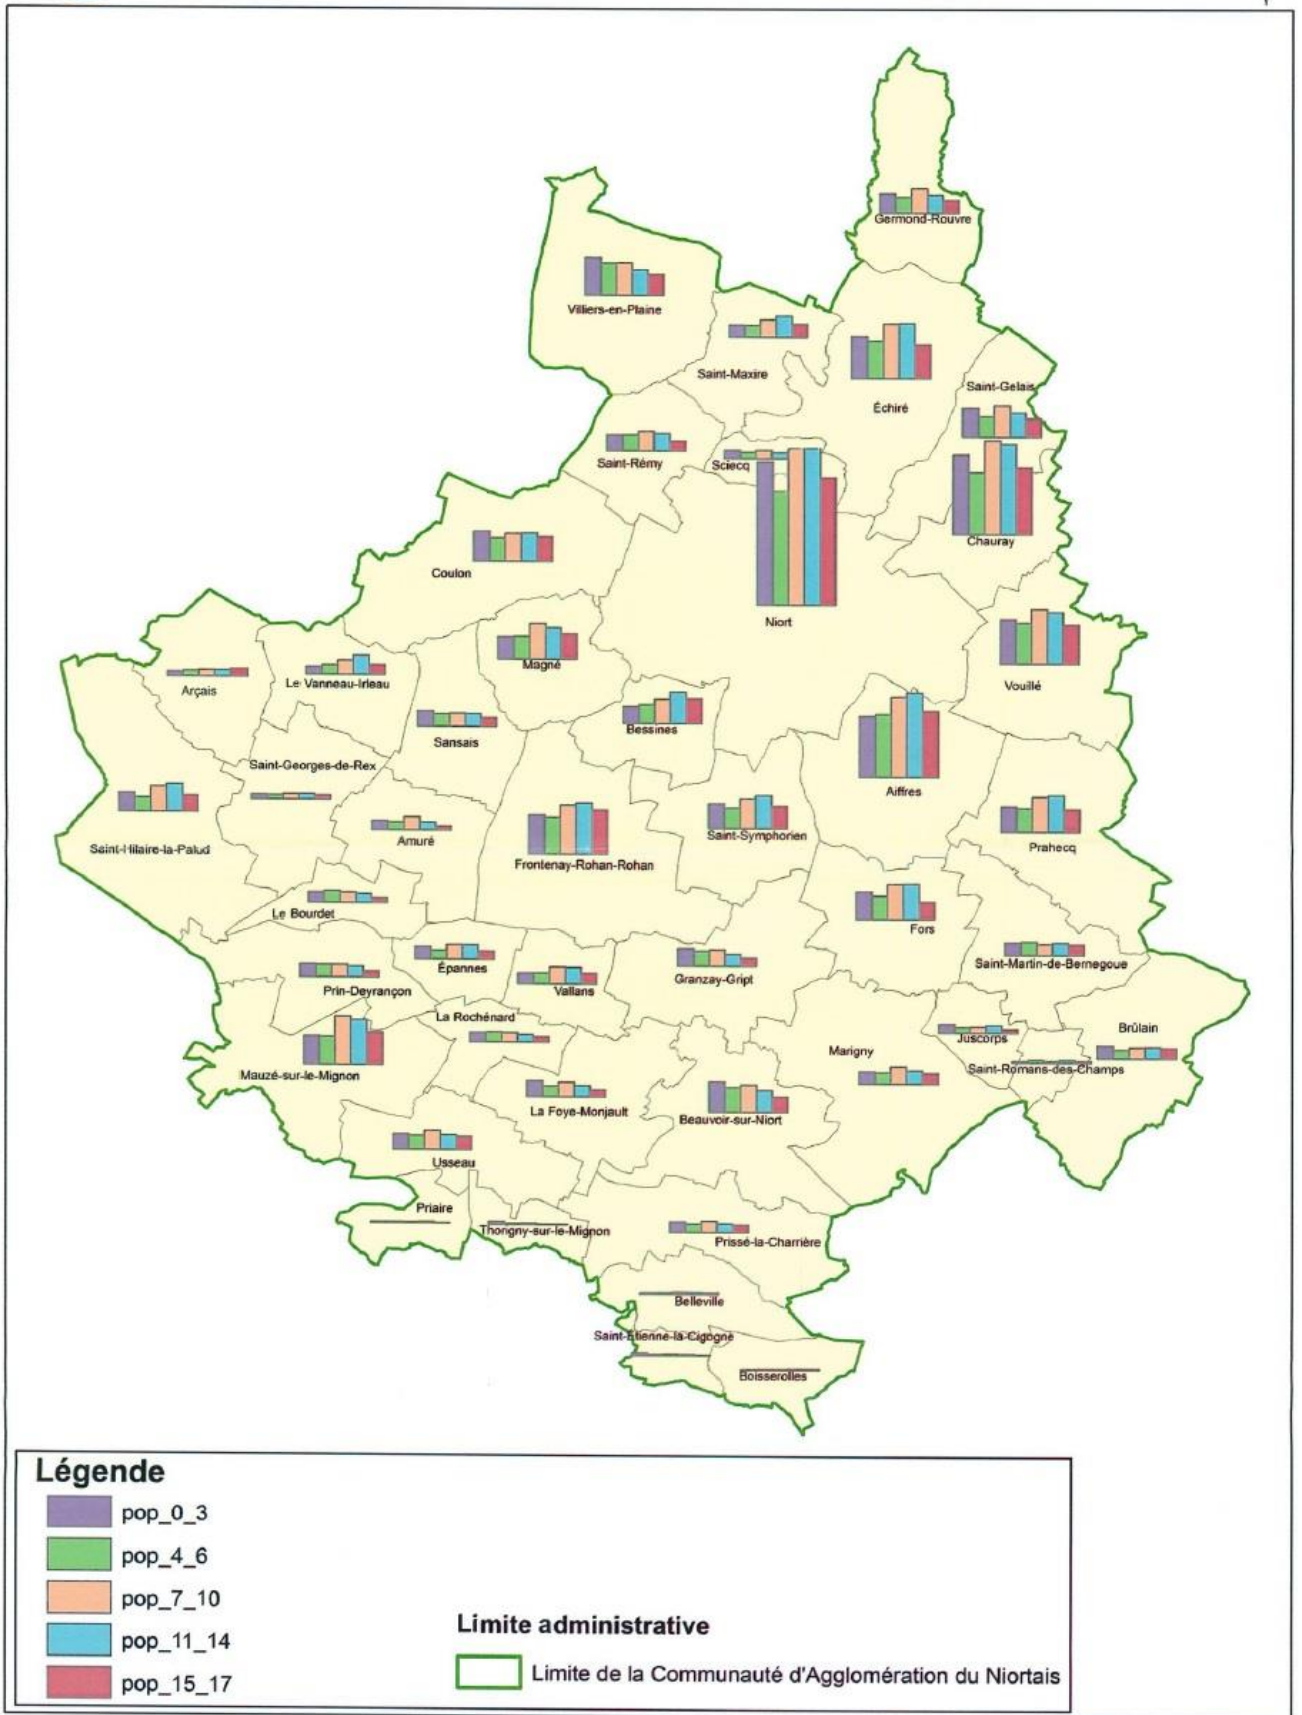 Germond-Rouvre
Villiers-en-Plaine
Saint-Maxire
Saint-Gelais
Échiré
Saint-Rémy
Sciecq
Chauray
Coulon
Niort
Magné
Arçais
Le Vanneau-Irleau
Vouillé
Bessines
Sansais
Saint-Georges-de-Rex
Aiffres
Saint-Symphorien
Amuré
Prahecq
Saint-Hilaire-la-Palud
Frontenay-Rohan-Rohan
Le Bourdet
Fors
Saint-Martin-de-Bernegoue
Épannes
Granzay-Gript
Prin-Deyrançon
Vallans
La Rochénard
Brûlain
Juscorps
Marigny
Saint-Romans-des-Champs
Mauzé-sur-le-Mignon
La Foye-Monjault
Beauvoir-sur-Niort
Usseau
Priaire
Thorigny-sur-le-Mignon
Prissé-la-Charrière
Belleville
Saint-Étienne-la-Cigogne
Boisserolles
Légende
pop_0_3
pop_4_6
pop_7_10
pop_11_14
pop_15_17
Limite administrative
Limite de la Communauté d'Agglomération du Niortais